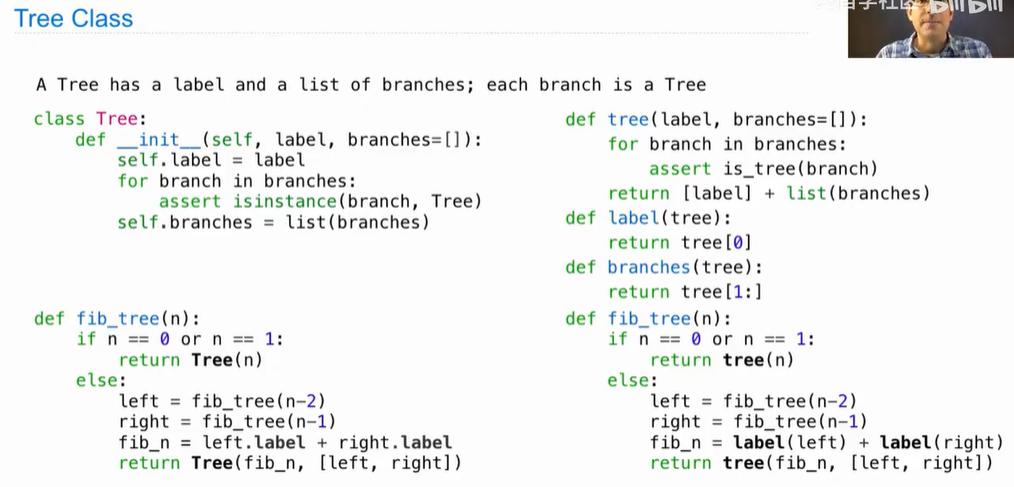 Tree Class
A Tree has a label and a list of branches; each branch is a Tree
class Tree:
    def __init__(self, label, branches=[]):
        self.label = label
        for branch in branches:
            assert isinstance(branch, Tree)
        self.branches = list(branches)
def fib_tree(n):
    if n == 0 or n == 1:
        return Tree(n)
    else:
        left = fib_tree(n-2)
        right = fib_tree(n-1)
        fib_n = left.label + right.label
        return Tree(fib_n, [left, right])
def tree(label, branches=[]):
    for branch in branches:
        assert is_tree(branch)
    return [label] + list(branches)
def label(tree):
    return tree[0]
def branches(tree):
    return tree[1:]
def fib_tree(n):
    if n == 0 or n == 1:
        return tree(n)
    else:
        left = fib_tree(n-2)
        right = fib_tree(n-1)
        fib_n = label(left) + label(right)
        return tree(fib_n, [left, right])